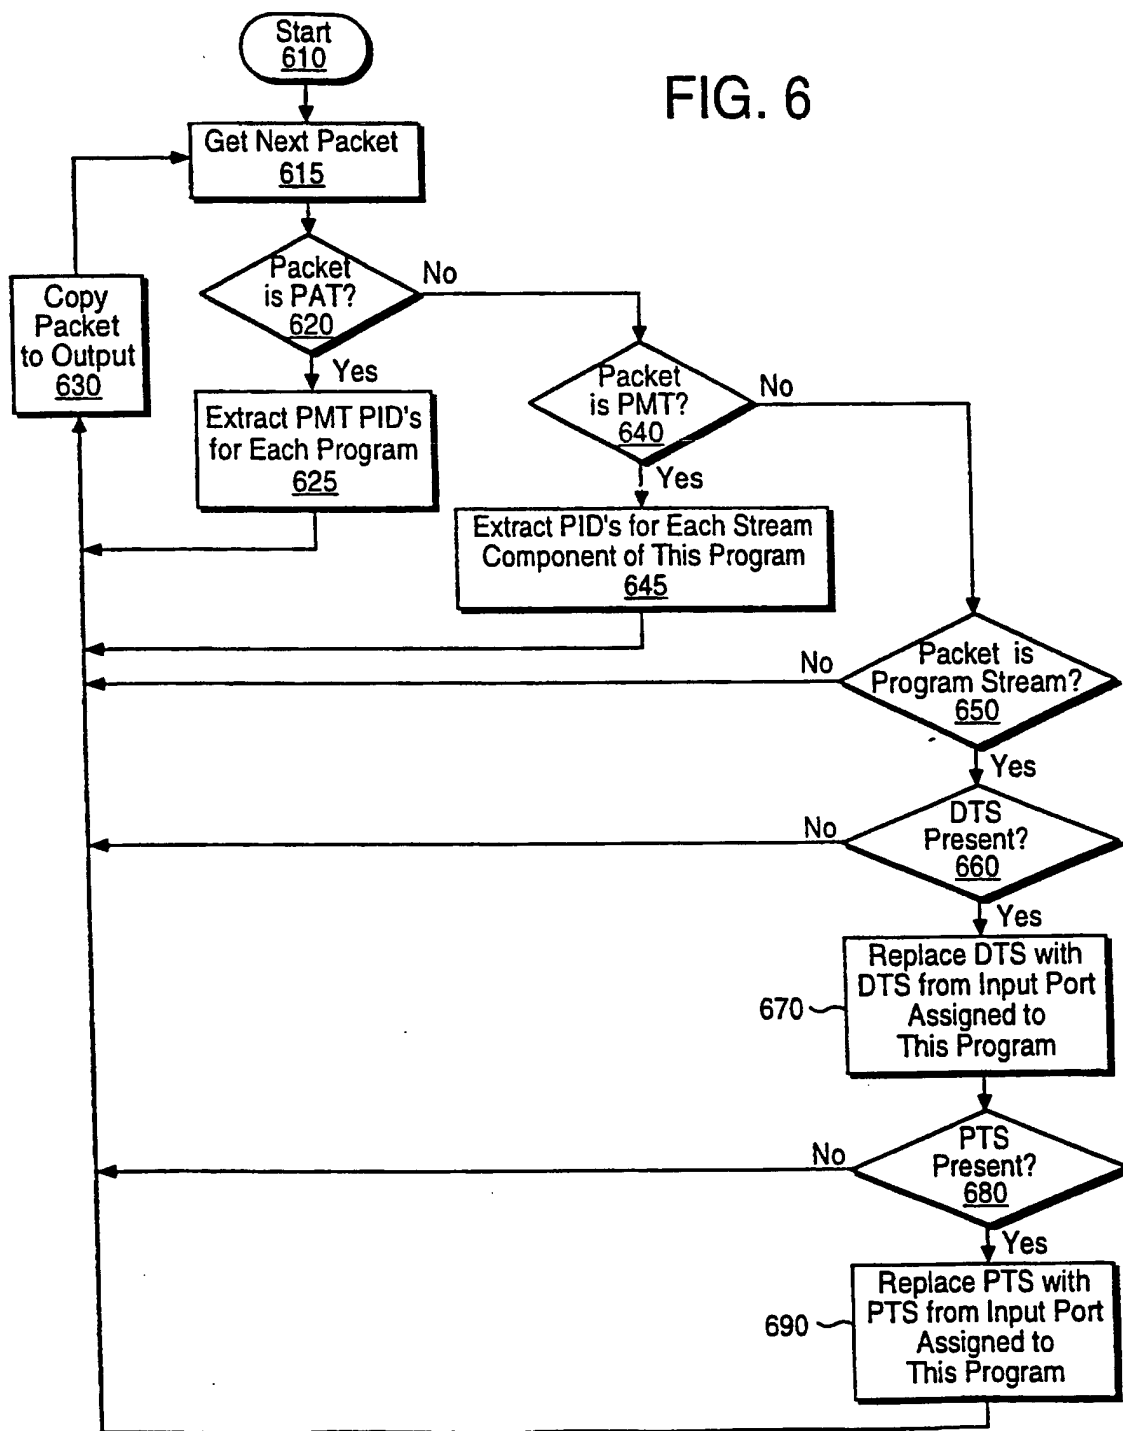 Start
610
FIG. 6
Get Next Packet
615
Packet
is PAT?
620
No
Yes
Copy
Packet
to Output
630
Extract PMT PID's
for Each Program
625
Packet
is PMT?
640
No
Yes
Extract PID's for Each Stream
Component of This Program
645
Packet is
Program Stream?
650
No
Yes
DTS
Present?
660
No
Yes
Replace DTS with
DTS from Input Port
Assigned to
This Program
670
PTS
Present?
680
No
Yes
Replace PTS with
PTS from Input Port
Assigned to
This Program
690